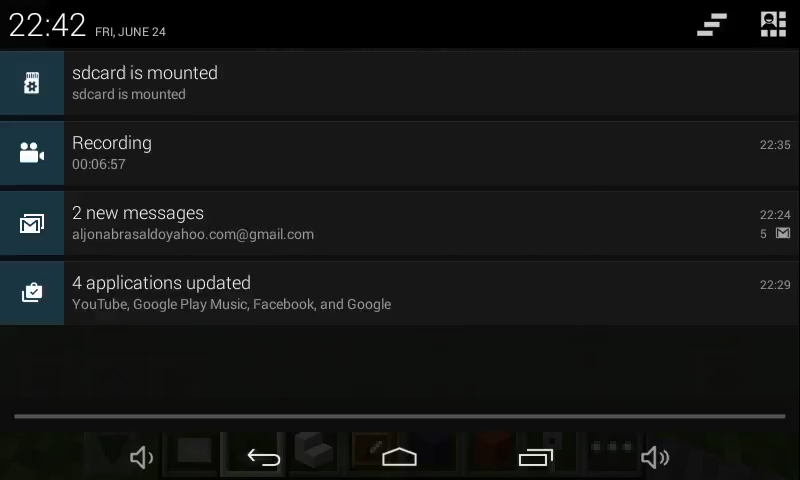 22:42 FRI, JUNE 24
sdcard is mounted
sdcard is mounted
Recording 22:35
00:06:57
2 new messages 22:24
aljonabrasaldoyahoo.com@gmail.com 5
4 applications updated 22:29
YouTube, Google Play Music, Facebook, and Google